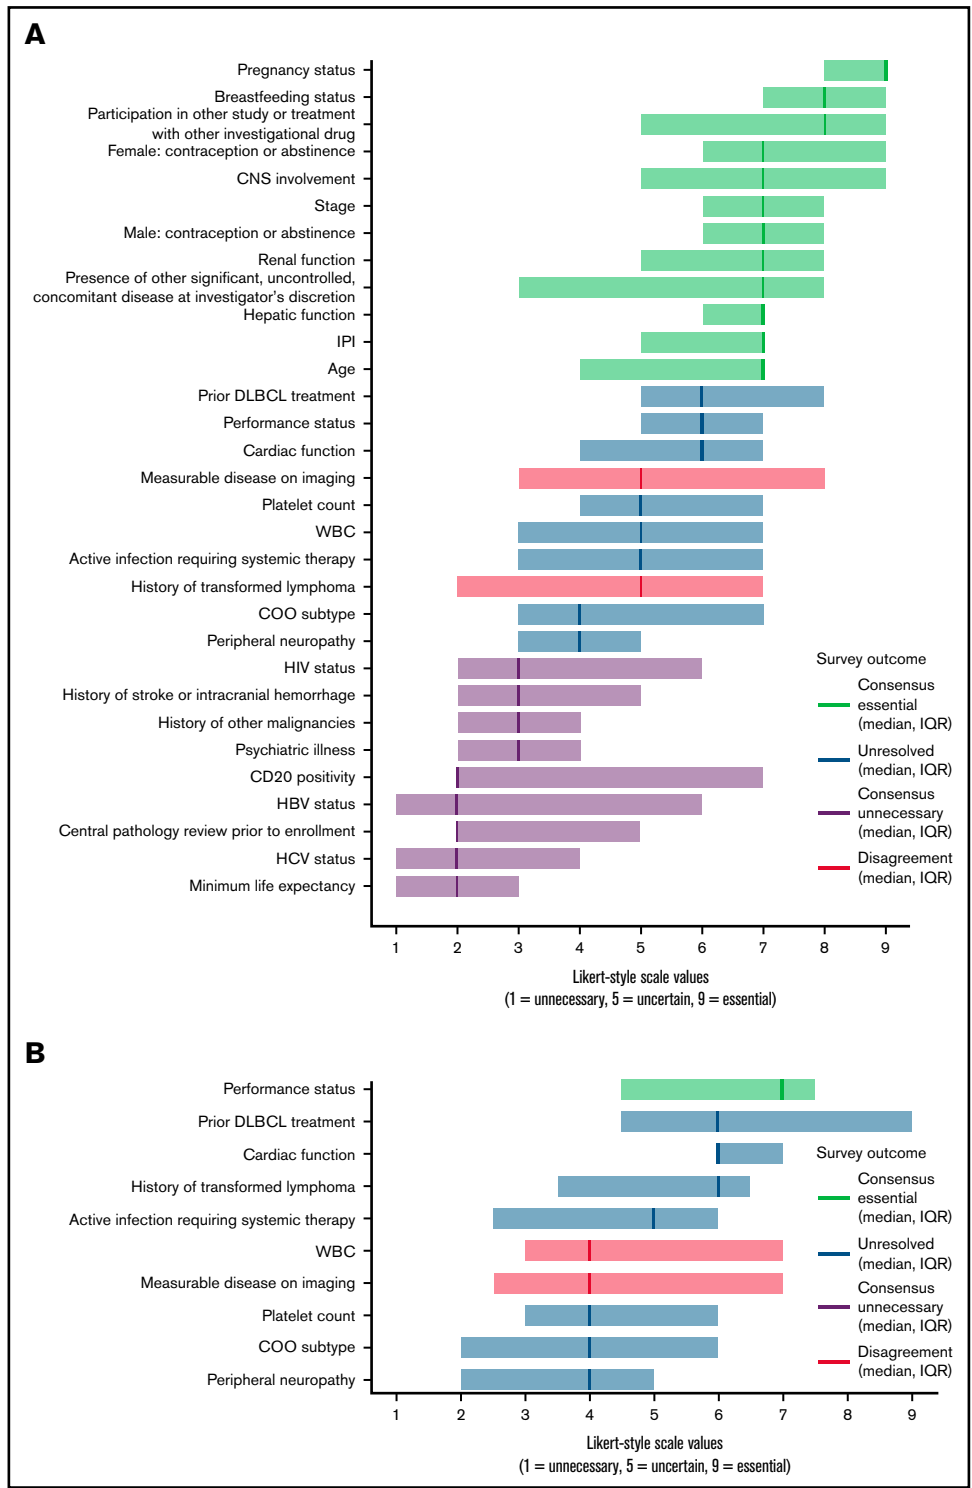 A
Pregnancy status
Breastfeeding status
Participation in other study or treatment
with other investigational drug
Female: contraception or abstinence
CNS involvement
Stage
Male: contraception or abstinence
Renal function
Presence of other significant, uncontrolled,
concomitant disease at investigator's discretion
Hepatic function
IPI
Age
Prior DLBCL treatment
Performance status
Cardiac function
Measurable disease on imaging
Platelet count
WBC
Active infection requiring systemic therapy
History of transformed lymphoma
COO subtype
Peripheral neuropathy
HIV status
History of stroke or intracranial hemorrhage
History of other malignancies
Psychiatric illness
CD20 positivity
HBV status
Central pathology review prior to enrollment
HCV status
Minimum life expectancy
Survey outcome
Consensus
essential
(median, IQR)
Unresolved
(median, IQR)
Consensus
unnecessary
(median, IQR)
Disagreement
(median, IQR)
1 2 3 4 5 6 7 8 9
Likert-style scale values
(1 = unnecessary, 5 = uncertain, 9 = essential)
B
Performance status
Prior DLBCL treatment
Cardiac function
History of transformed lymphoma
Active infection requiring systemic therapy
WBC
Measurable disease on imaging
Platelet count
COO subtype
Peripheral neuropathy
Survey outcome
Consensus
essential
(median, IQR)
Unresolved
(median, IQR)
Consensus
unnecessary
(median, IQR)
Disagreement
(median, IQR)
1 2 3 4 5 6 7 8 9
Likert-style scale values
(1 = unnecessary, 5 = uncertain, 9 = essential)